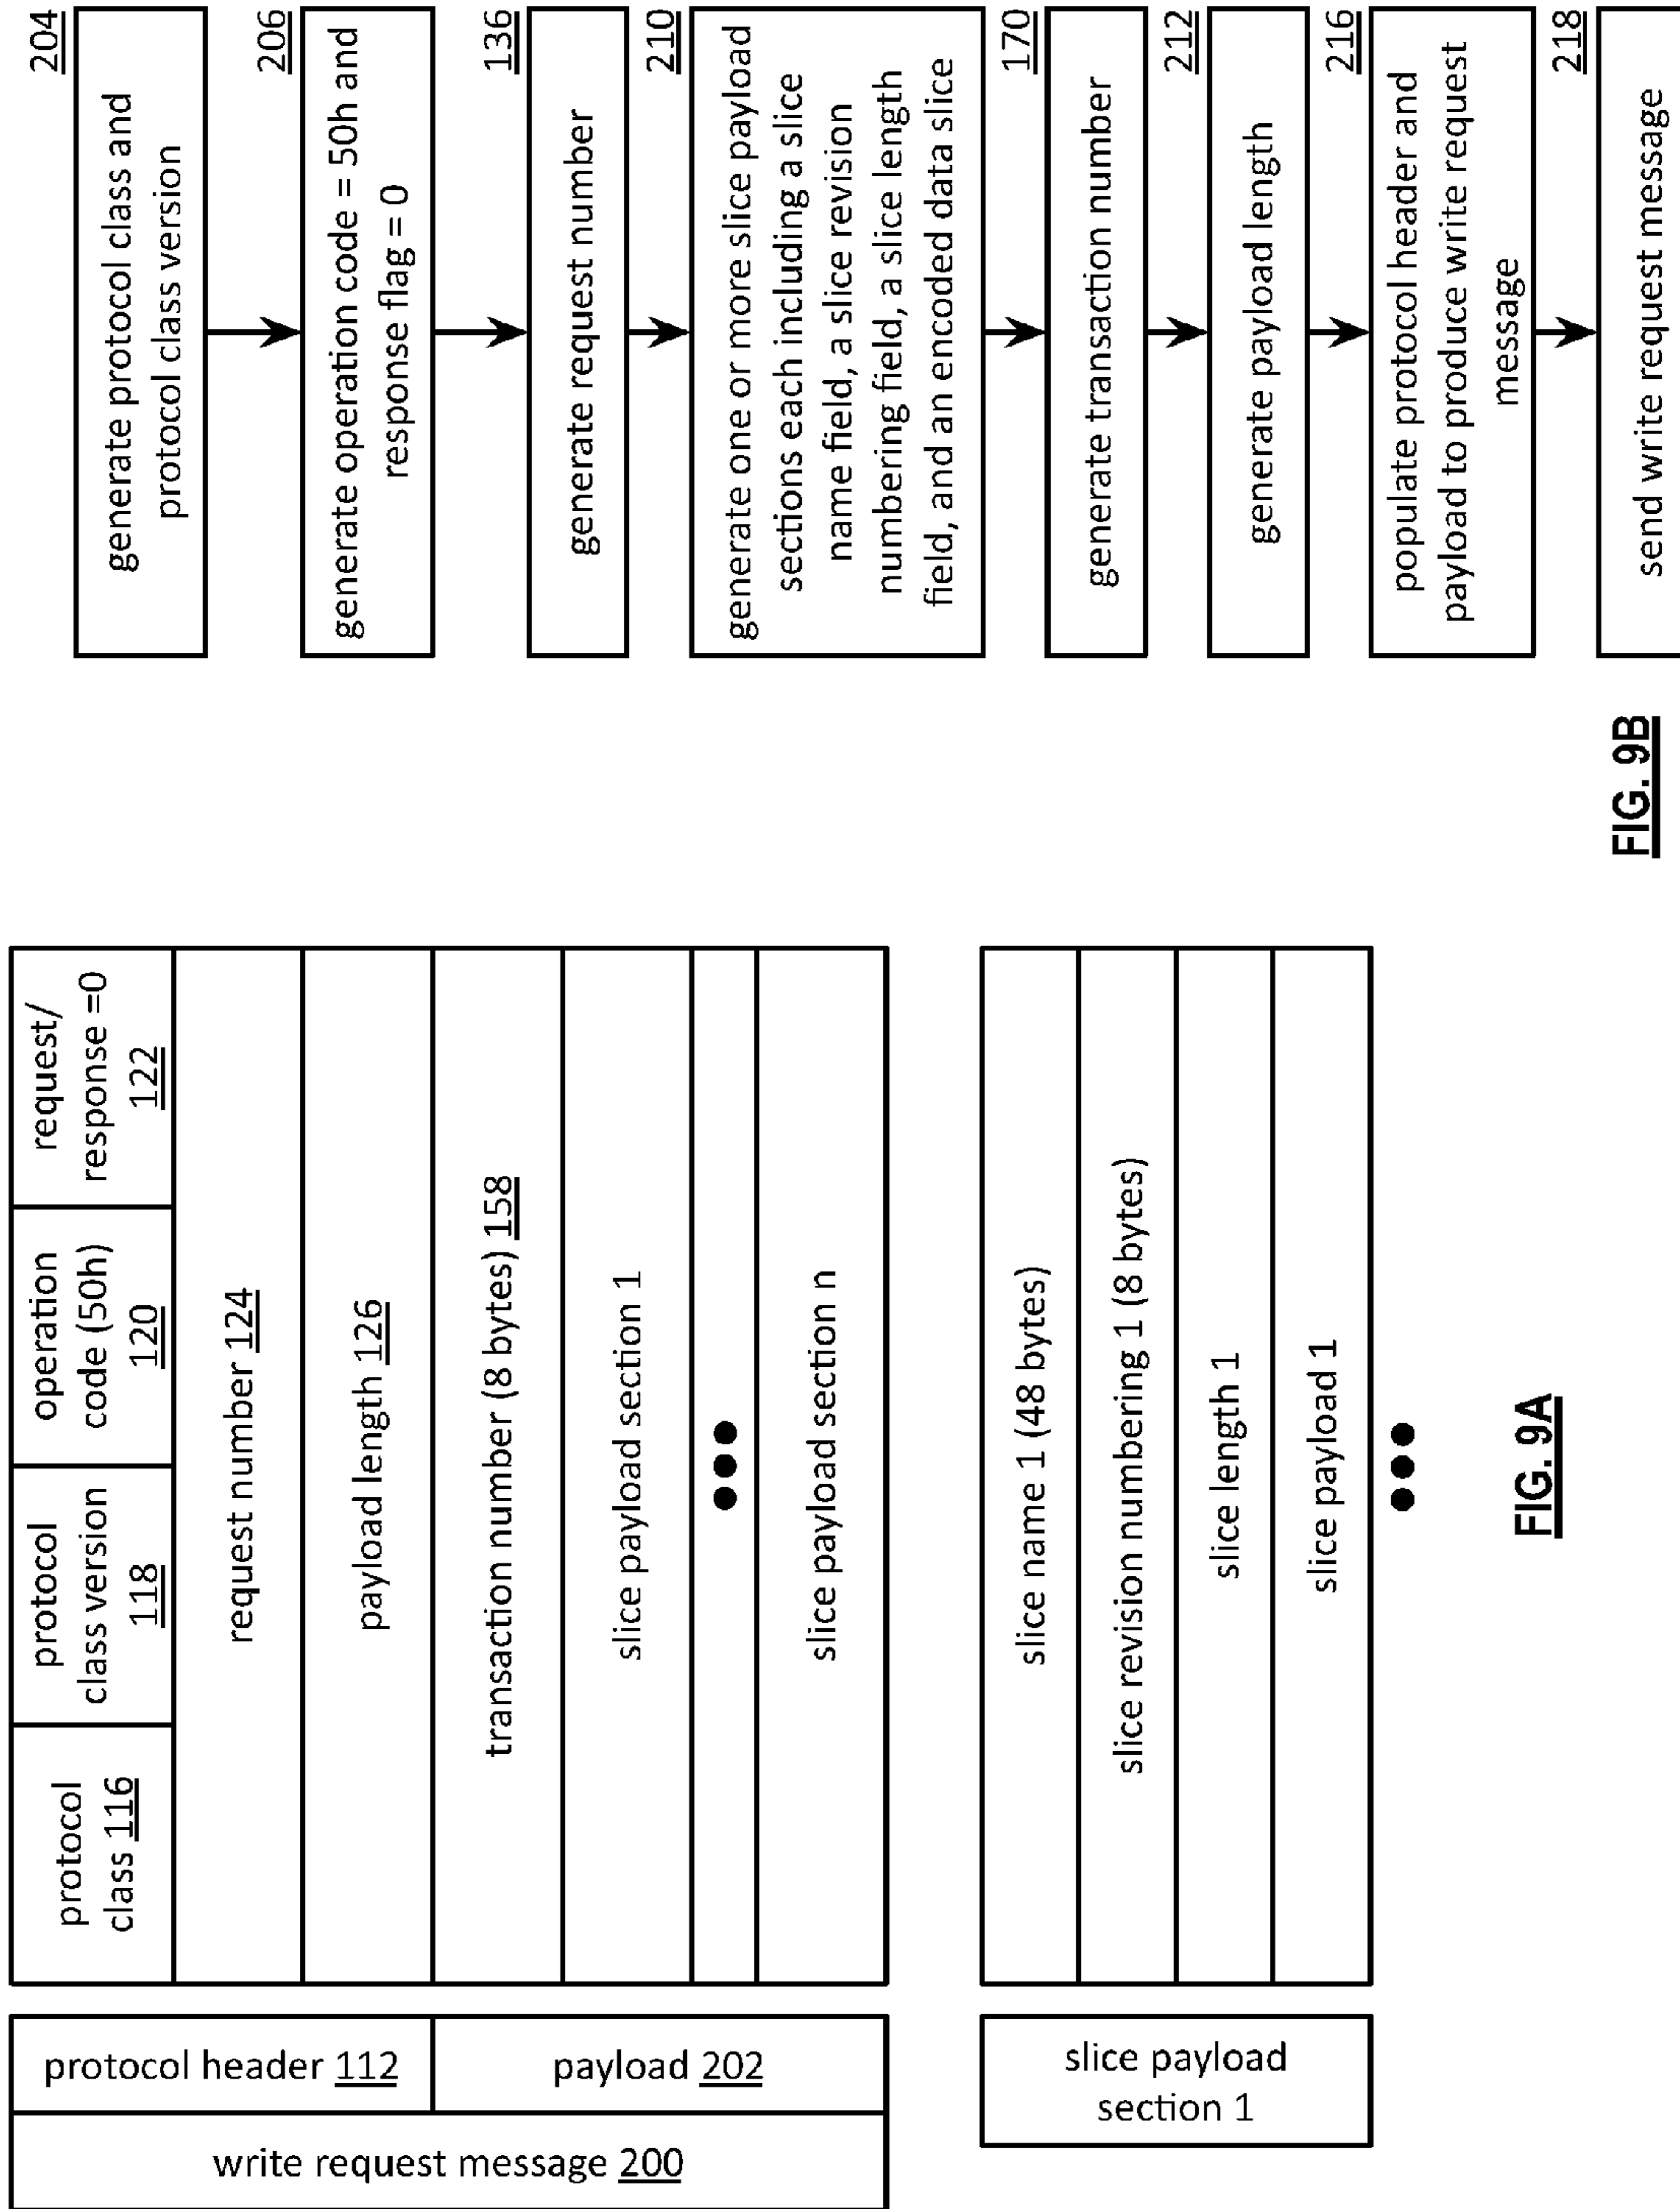 write request message 200
protocol header 112
payload 202
protocol
class 116
protocol
class version
118
operation
code (50h)
120
request/
response =0
122
request number 124
payload length 126
transaction number (8 bytes) 158
slice payload section 1
slice payload section n
slice payload
section 1
slice name 1 (48 bytes)
slice revision numbering 1 (8 bytes)
slice length 1
slice payload 1
FIG. 9A
204
generate protocol class and
protocol class version
206
generate operation code = 50h and
response flag = 0
136
generate request number
210
generate one or more slice payload
sections each including a slice
name field, a slice revision
numbering field, a slice length
field, and an encoded data slice
170
generate transaction number
212
generate payload length
216
populate protocol header and
payload to produce write request
message
218
send write request message
FIG. 9B